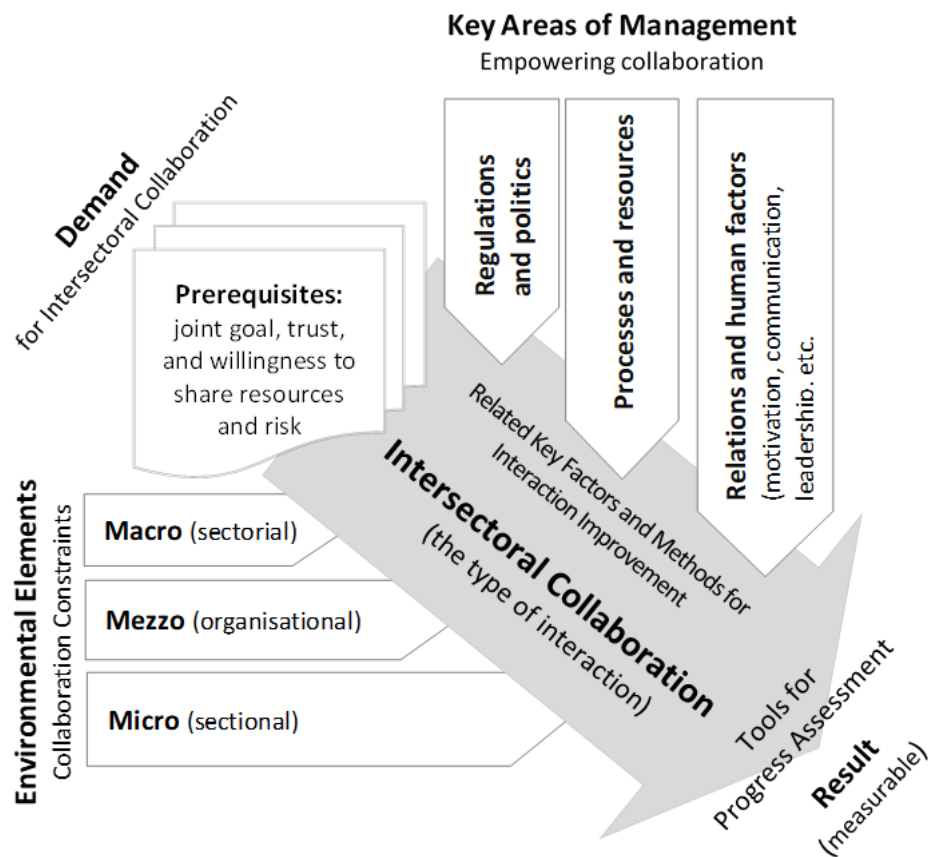 Key Areas of Management
Empowering collaboration
Demand
for Intersectoral Collaboration
Prerequisites:
joint goal, trust,
and willingness to
share resources
and risk
Regulations
and politics
Processes and resources
Relations and human factors
(motivation, communication,
leadership. etc.
Related Key Factors and Methods for
Interaction Improvement
Intersectoral Collaboration
(the type of interaction)
Environmental Elements
Collaboration Constraints
Macro (sectorial)
Mezzo (organisational)
Micro (sectional)
Tools for
Progress Assessment
Result
(measurable)